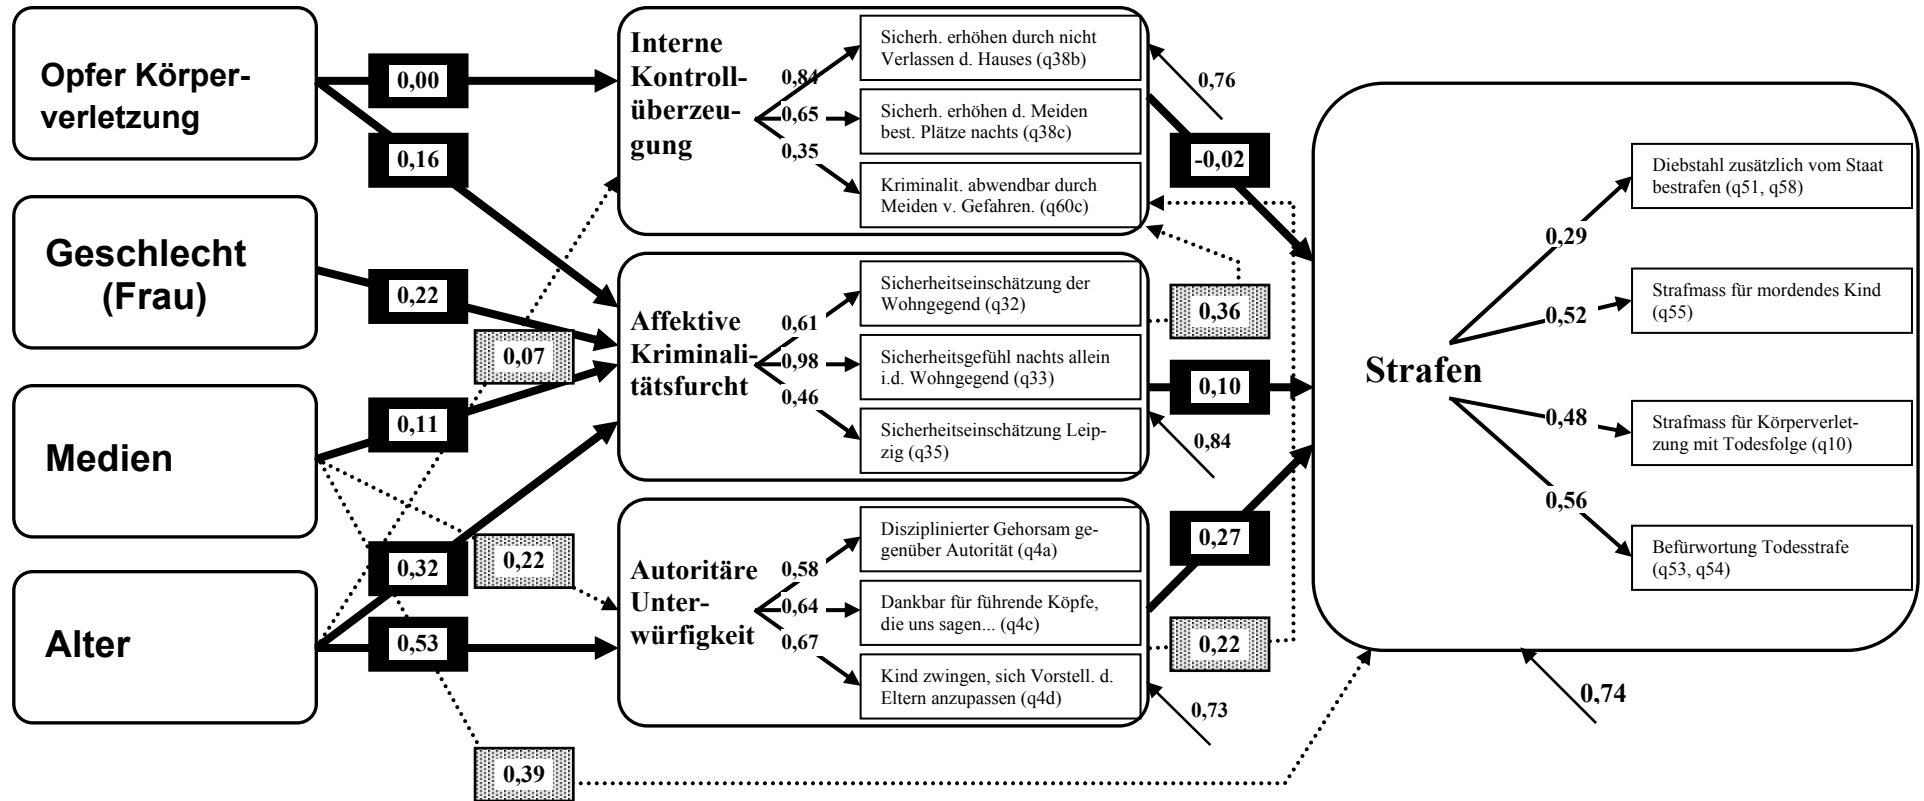 Opfer Körper-
verletzung
Geschlecht
(Frau)
Medien
Alter
0,00
0,16
0,22
0,07
0,11
0,32
0,22
0,53
0,39
Interne
Kontroll-
überzeu-
gung
0,84
0,65
0,35
Sicherh. erhöhen durch nicht
Verlassen d. Hauses (q38b)
Sicherh. erhöhen d. Meiden
best. Plätze nachts (q38c)
Kriminalit. abwendbar durch
Meiden v. Gefahren. (q60c)
Affektive
Kriminali-
tätsfurcht
0,61
0,98
0,46
Sicherheitseinschätzung der
Wohngegend (q32)
Sicherheitsgefühl nachts allein
i.d. Wohngegend (q33)
Sicherheitseinschätzung Leip-
zig (q35)
Autoritäre
Unter-
würfigkeit
0,58
0,64
0,67
Disziplinierter Gehorsam ge-
genüber Autorität (q4a)
Dankbar für führende Köpfe,
die uns sagen... (q4c)
Kind zwingen, sich Vorstell. d.
Eltern anzupassen (q4d)
0,76
-0,02
0,36
0,10
0,84
0,27
0,22
0,73
Strafen
0,29
0,52
0,48
0,56
Diebstahl zusätzlich vom Staat
bestrafen (q51, q58)
Strafmass für mordendes Kind
(q55)
Strafmass für Körperverlet-
zung mit Todesfolge (q10)
Befürwortung Todesstrafe
(q53, q54)
0,74